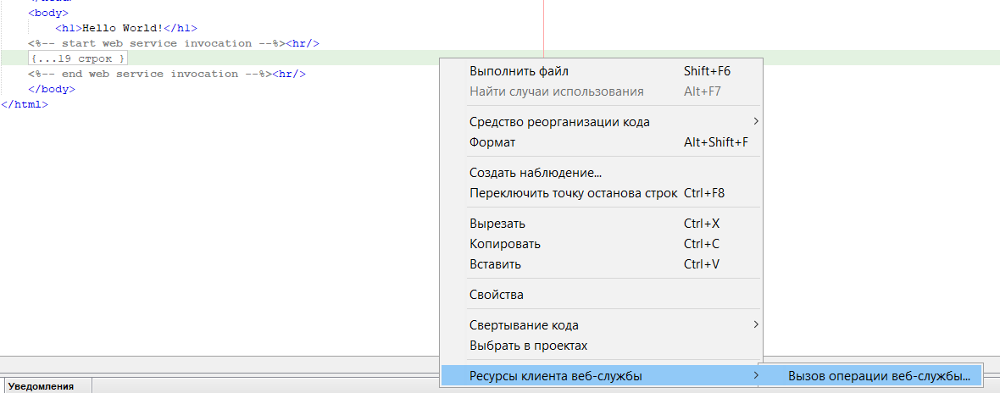 <body>
<h1>Hello World!</h1>
<%-- start web service invocation --%><hr/>
{...19 строк }
<%-- end web service invocation --%><hr/>
</body>
</html>
Выполнить файл Shift+F6
Найти случаи использования Alt+F7
Средство реорганизации кода
Формат Alt+Shift+F
Создать наблюдение...
Переключить точку останова строк Ctrl+F8
Вырезать Ctrl+X
Копировать Ctrl+C
Вставить Ctrl+V
Свойства
Свертывание кода
Выбрать в проектах
Ресурсы клиента веб-службы
Вызов операции веб-службы...
Уведомления